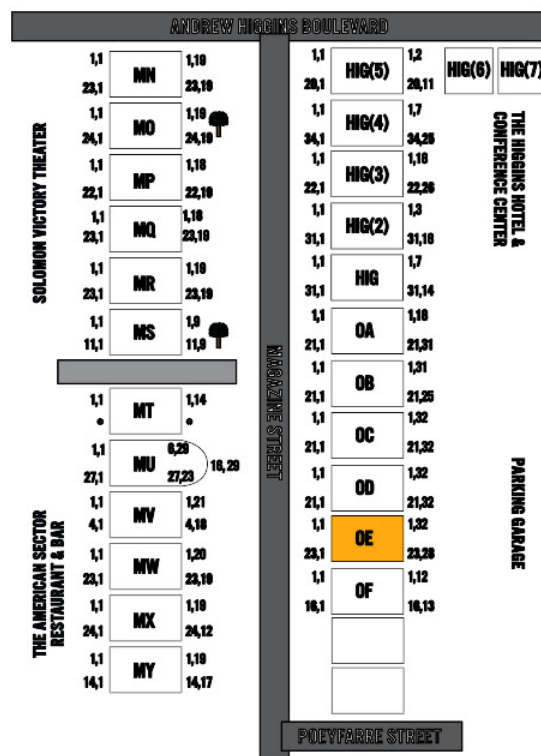 ANDREW HIGGINS BOULEVARD
1,1 MN 1,19
23,1 23,19
1,1 MO 1,19
24,1 24,19
1,1 MP 1,18
22,1 22,19
1,1 MQ 1,18
23,1 23,19
1,1 MR 1,19
23,1 23,19
1,1 MS 1,9
11,1 11,9
1,1 MT 1,14
1,1 MU 6,29
27,1 27,23 16,29
1,1 MV 1,21
4,1 4,18
1,1 MW 1,20
23,1 23,19
1,1 MX 1,19
24,1 24,12
1,1 MY 1,19
14,1 14,17
SOLOMON VICTORY THEATER
THE AMERICAN SECTOR
RESTAURANT & BAR
MAGAZINE STREET
1,1 HIG(5) 1,2
20,1 20,11
HIG(6) HIG(7)
1,1 HIG(4) 1,7
34,1 34,25
1,1 HIG(3) 1,16
22,1 22,26
1,1 HIG(2) 1,3
31,1 31,16
1,1 HIG 1,7
31,1 31,14
1,1 OA 1,16
21,1 21,31
1,1 OB 1,31
21,1 21,25
1,1 OC 1,32
21,1 21,32
1,1 OD 1,32
21,1 21,32
1,1 OE 1,32
23,1 23,28
1,1 OF 1,12
16,1 16,13
THE HIGGINS HOTEL &
CONFERENCE CENTER
PARKING GARAGE
POEYFARRE STREET